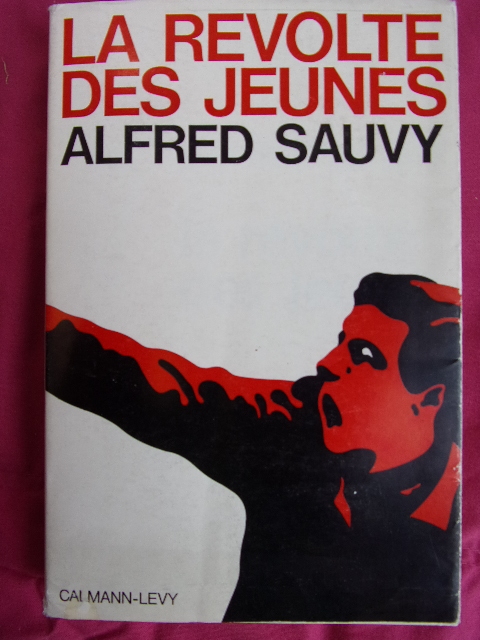 LA REVOLTE
DES JEUNES
ALFRED SAUVY
CALMANN-LEVY